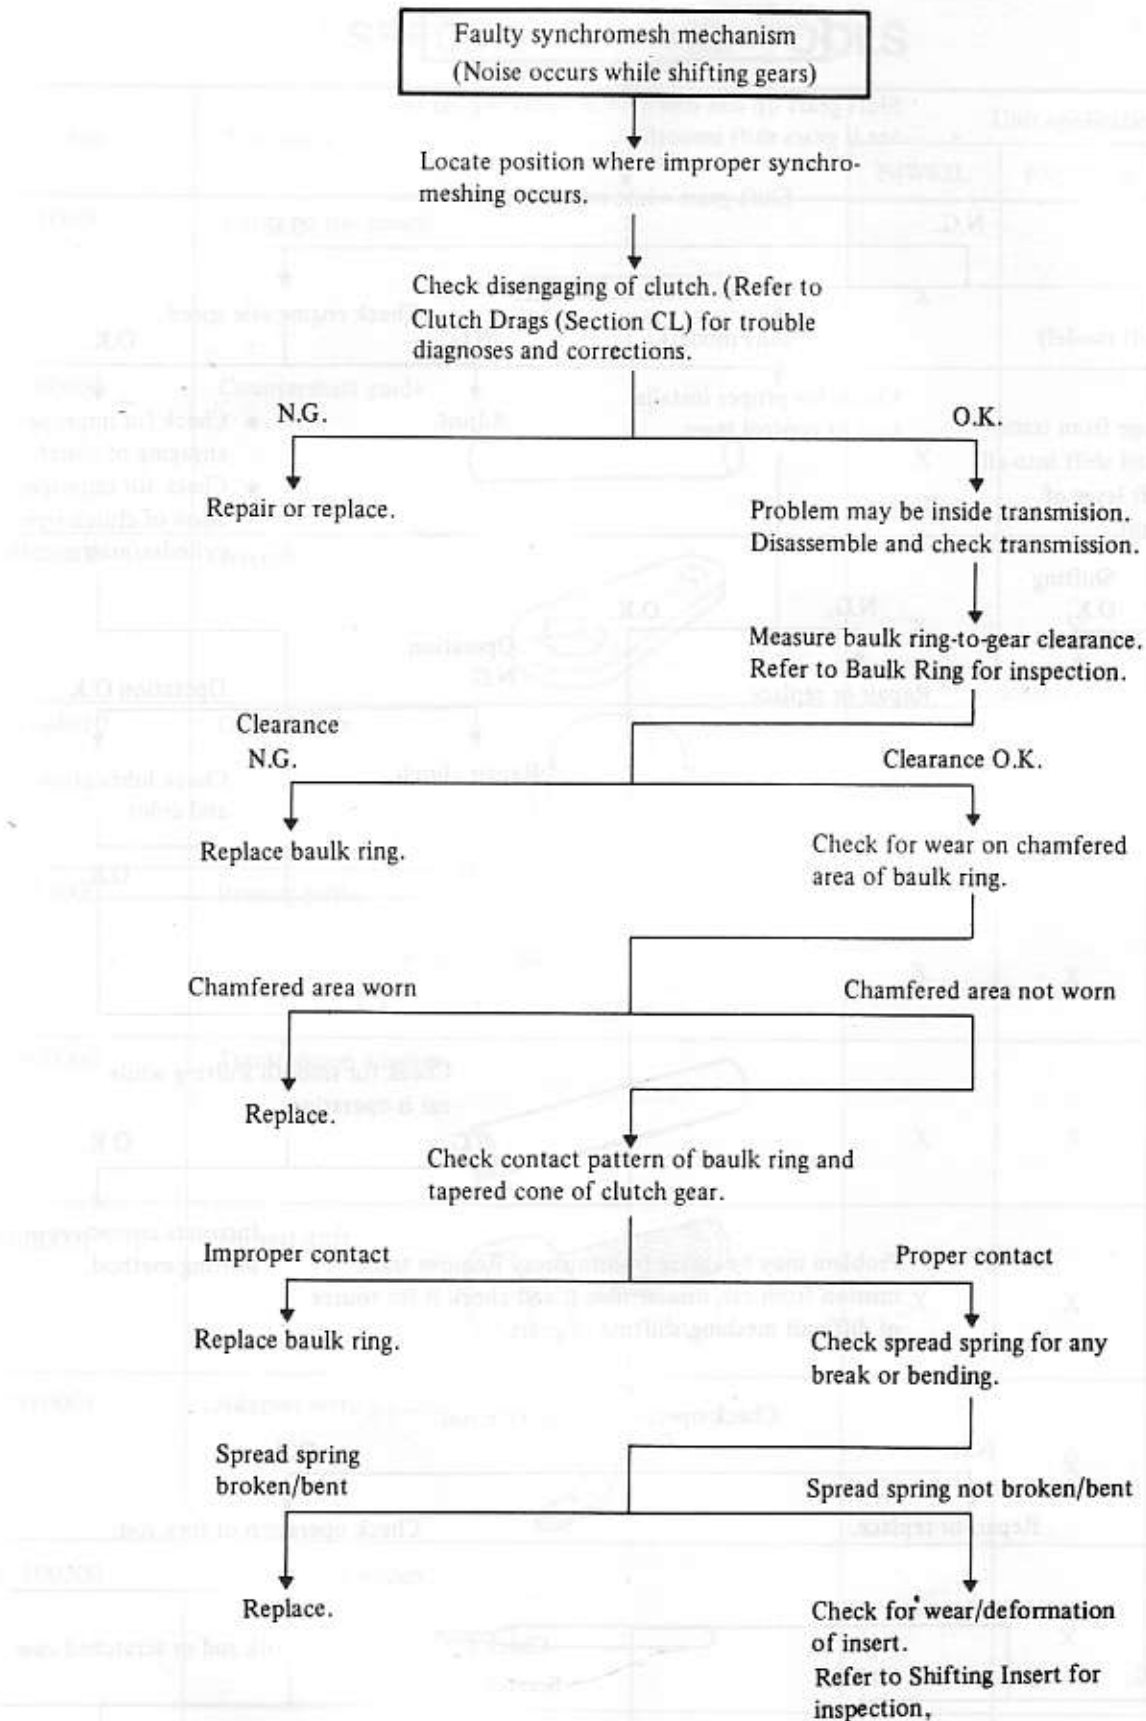 Faulty synchromesh mechanism
(Noise occurs while shifting gears)
Locate position where improper synchro-
meshing occurs.
Check disengaging of clutch. (Refer to
Clutch Drags (Section CL) for trouble
diagnoses and corrections.
N.G.
O.K.
Repair or replace.
Problem may be inside transmision.
Disassemble and check transmission.
Measure baulk ring-to-gear clearance.
Refer to Baulk Ring for inspection.
Clearance
N.G.
Clearance O.K.
Replace baulk ring.
Check for wear on chamfered
area of baulk ring.
Chamfered area worn
Chamfered area not worn
Replace.
Check contact pattern of baulk ring and
tapered cone of clutch gear.
Improper contact
Proper contact
Replace baulk ring.
Check spread spring for any
break or bending.
Spread spring
broken/bent
Spread spring not broken/bent
Replace.
Check for wear/deformation
of insert.
Refer to Shifting Insert for
inspection,